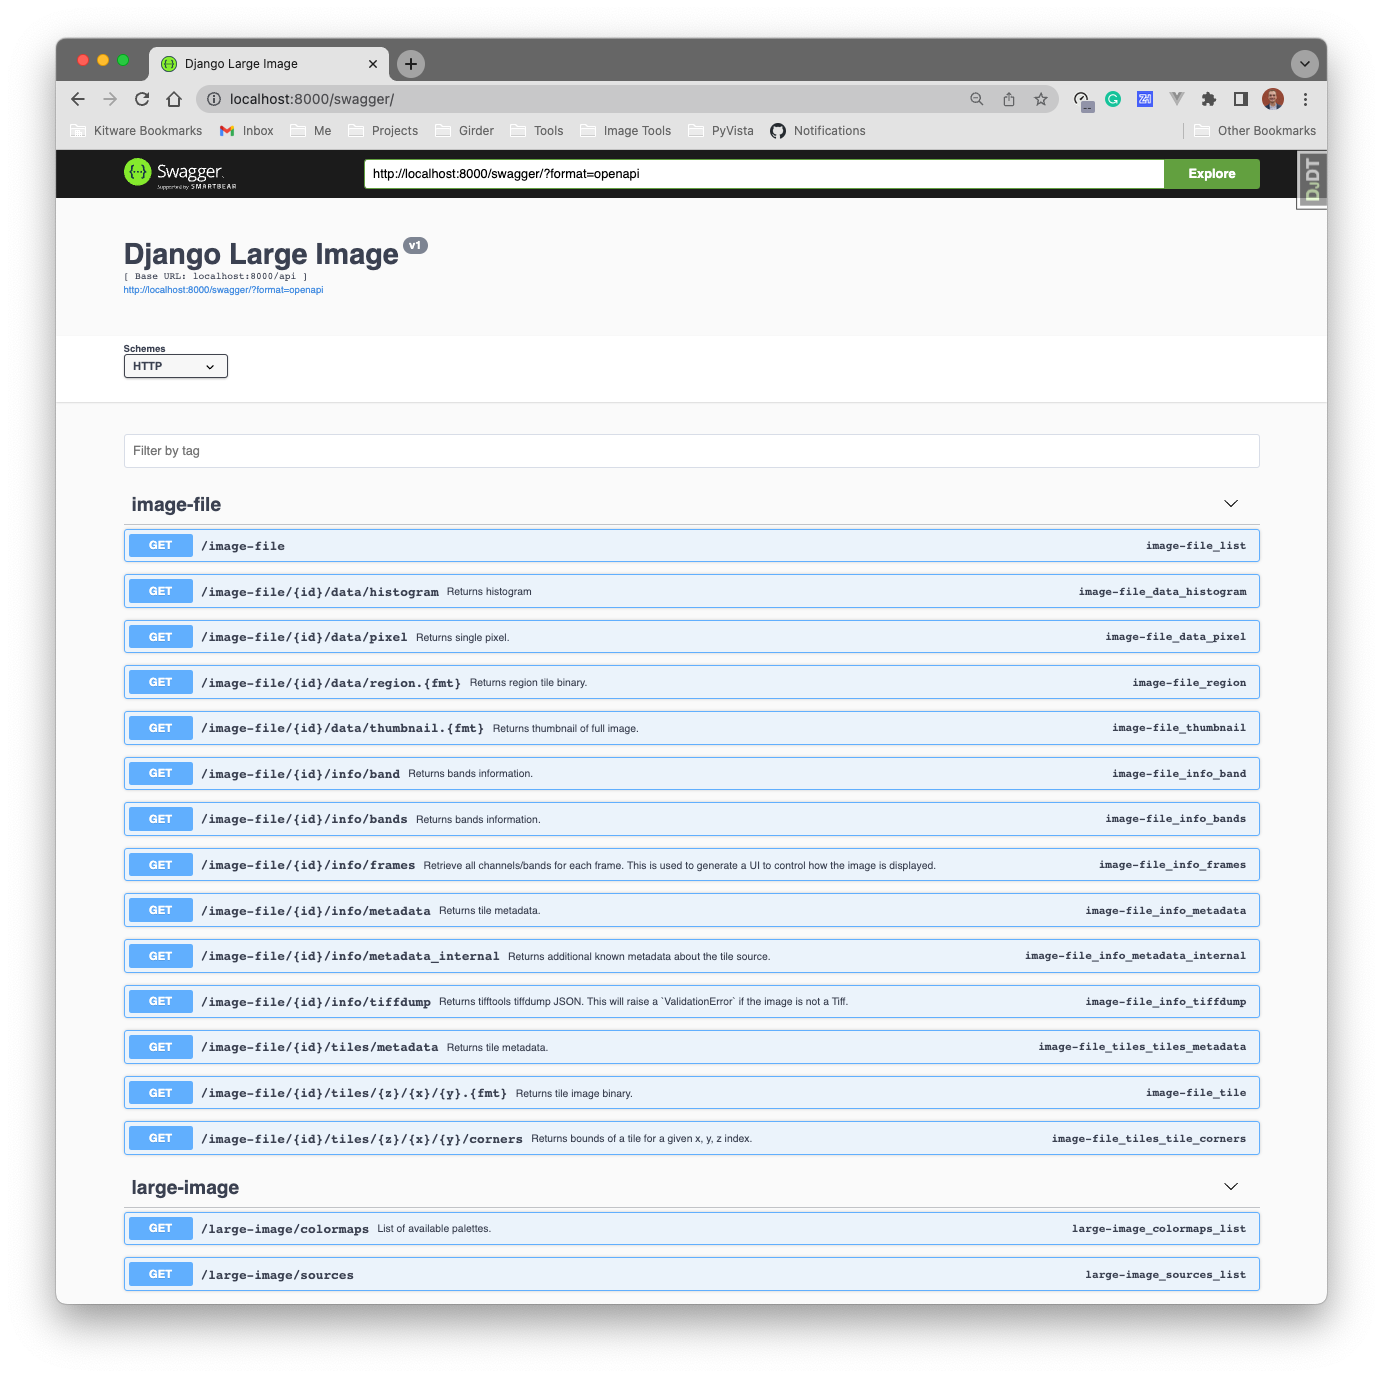 Django Large Image
localhost:8000/swagger/
Kitware Bookmarks Inbox Me Projects Girder Tools Image Tools PyVista Notifications Other Bookmarks
Swagger
Supported by SMARTBEAR
http://localhost:8000/swagger/?format=openapi
Explore
DJDT
Django Large Image v1
[ Base URL: localhost:8000/api ]
http://localhost:8000/swagger/?format=openapi
Schemes
HTTP
Filter by tag
image-file
GET /image-file image-file_list
GET /image-file/{id}/data/histogram Returns histogram image-file_data_histogram
GET /image-file/{id}/data/pixel Returns single pixel. image-file_data_pixel
GET /image-file/{id}/data/region.{fmt} Returns region tile binary. image-file_region
GET /image-file/{id}/data/thumbnail.{fmt} Returns thumbnail of full image. image-file_thumbnail
GET /image-file/{id}/info/band Returns bands information. image-file_info_band
GET /image-file/{id}/info/bands Returns bands information. image-file_info_bands
GET /image-file/{id}/info/frames Retrieve all channels/bands for each frame. This is used to generate a UI to control how the image is displayed. image-file_info_frames
GET /image-file/{id}/info/metadata Returns tile metadata. image-file_info_metadata
GET /image-file/{id}/info/metadata_internal Returns additional known metadata about the tile source. image-file_info_metadata_internal
GET /image-file/{id}/info/tiffdump Returns tifftools tiffdump JSON. This will raise a `ValidationError` if the image is not a Tiff. image-file_info_tiffdump
GET /image-file/{id}/tiles/metadata Returns tile metadata. image-file_tiles_tiles_metadata
GET /image-file/{id}/tiles/{z}/{x}/{y}.{fmt} Returns tile image binary. image-file_tile
GET /image-file/{id}/tiles/{z}/{x}/{y}/corners Returns bounds of a tile for a given x, y, z index. image-file_tiles_tile_corners
large-image
GET /large-image/colormaps List of available palettes. large-image_colormaps_list
GET /large-image/sources large-image_sources_list